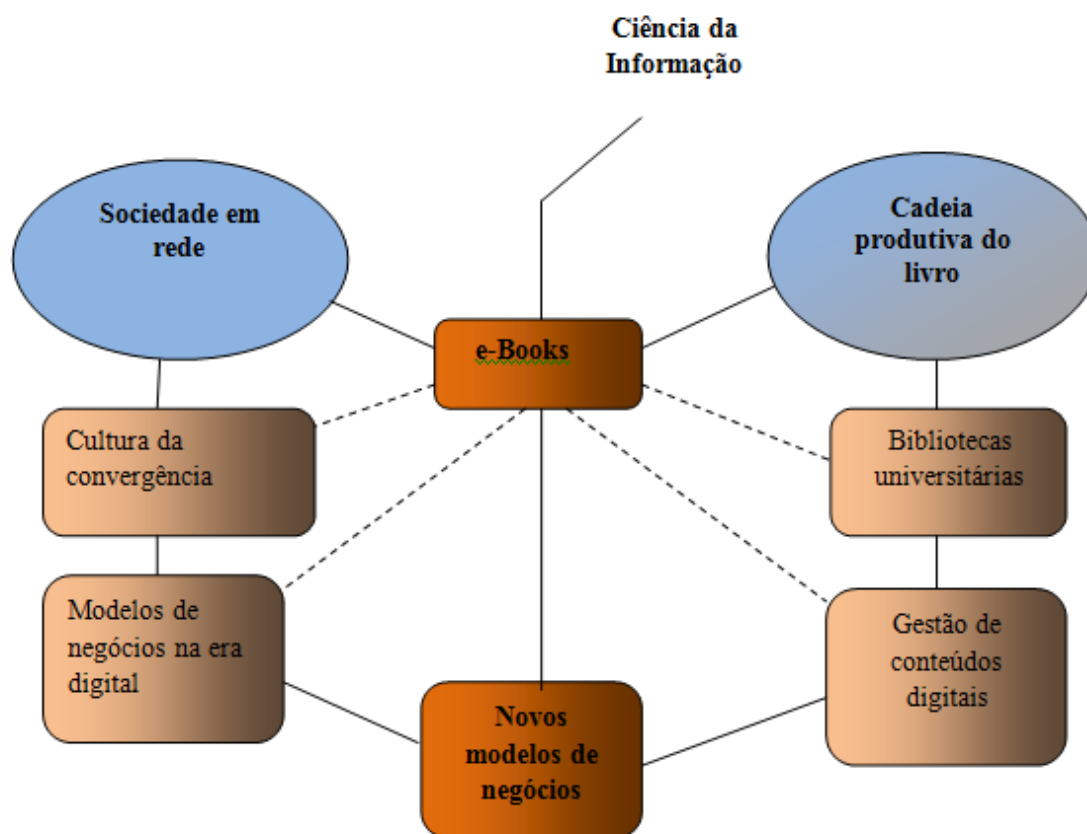 Ciência da
Informação
Sociedade em
rede
Cadeia
produtiva do
livro
e-Books
Cultura da
convergência
Bibliotecas
universitárias
Modelos de
negócios na era
digital
Gestão de
conteúdos
digitais
Novos
modelos de
negócios